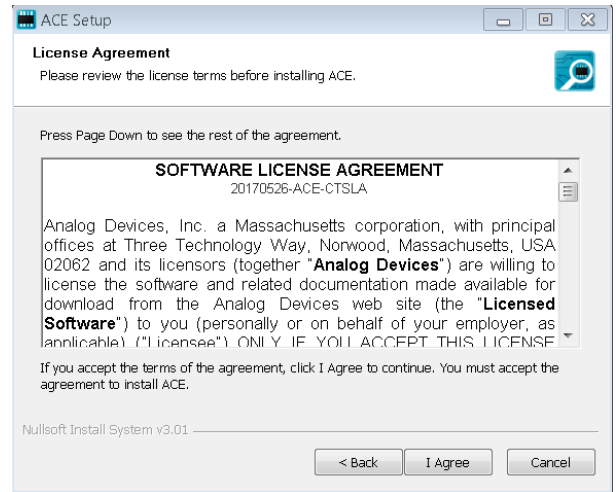 ACE Setup
License Agreement
Please review the license terms before installing ACE.
Press Page Down to see the rest of the agreement.
SOFTWARE LICENSE AGREEMENT
20170526-ACE-CTSLA
Analog Devices, Inc. a Massachusetts corporation, with principal
offices at Three Technology Way, Norwood, Massachusetts, USA
02062 and its licensors (together "Analog Devices") are willing to
license the software and related documentation made available for
download from the Analog Devices web site (the "Licensed
Software") to you (personally or on behalf of your employer, as
applicable) ("Licensee") ONLY IF YOU ACCEPT THIS LICENSE
If you accept the terms of the agreement, click I Agree to continue. You must accept the
agreement to install ACE.
Nullsoft Install System v3.01
< Back
I Agree
Cancel